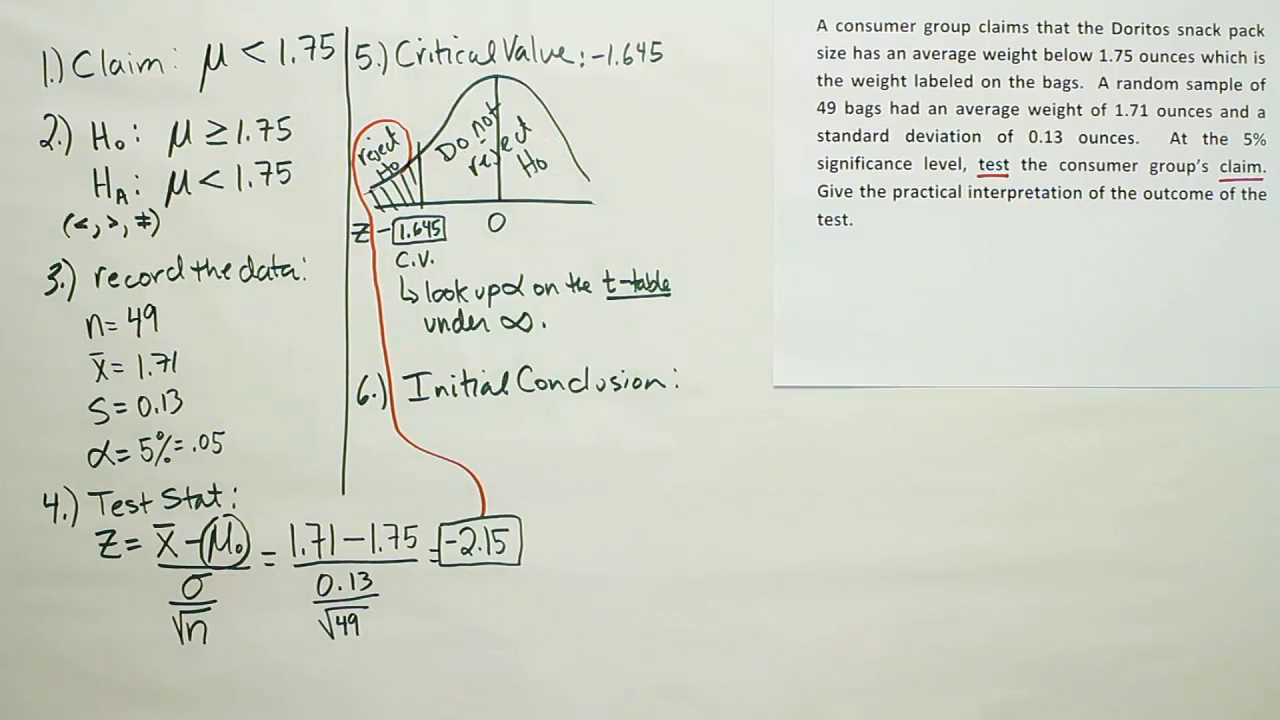 1.) Claim: μ < 1.75
2.) H₀: μ ≥ 1.75
H_A: μ < 1.75
(<, >, ≠)
3.) record the data:
n = 49
x̄ = 1.71
S = 0.13
α = 5% = .05
4.) Test Stat:
Z = (x̄ − μ₀) / (σ / √n) = (1.71 − 1.75) / (0.13 / √49) = -2.15
5.) Critical Value: -1.645
reject H₀
Do not reject H₀
Z -1.645 0
C.V.
↳ look up α on the t-table
under ∞.
6.) Initial Conclusion:
A consumer group claims that the Doritos snack pack
size has an average weight below 1.75 ounces which is
the weight labeled on the bags. A random sample of
49 bags had an average weight of 1.71 ounces and a
standard deviation of 0.13 ounces. At the 5%
significance level, test the consumer group's claim.
Give the practical interpretation of the outcome of the
test.